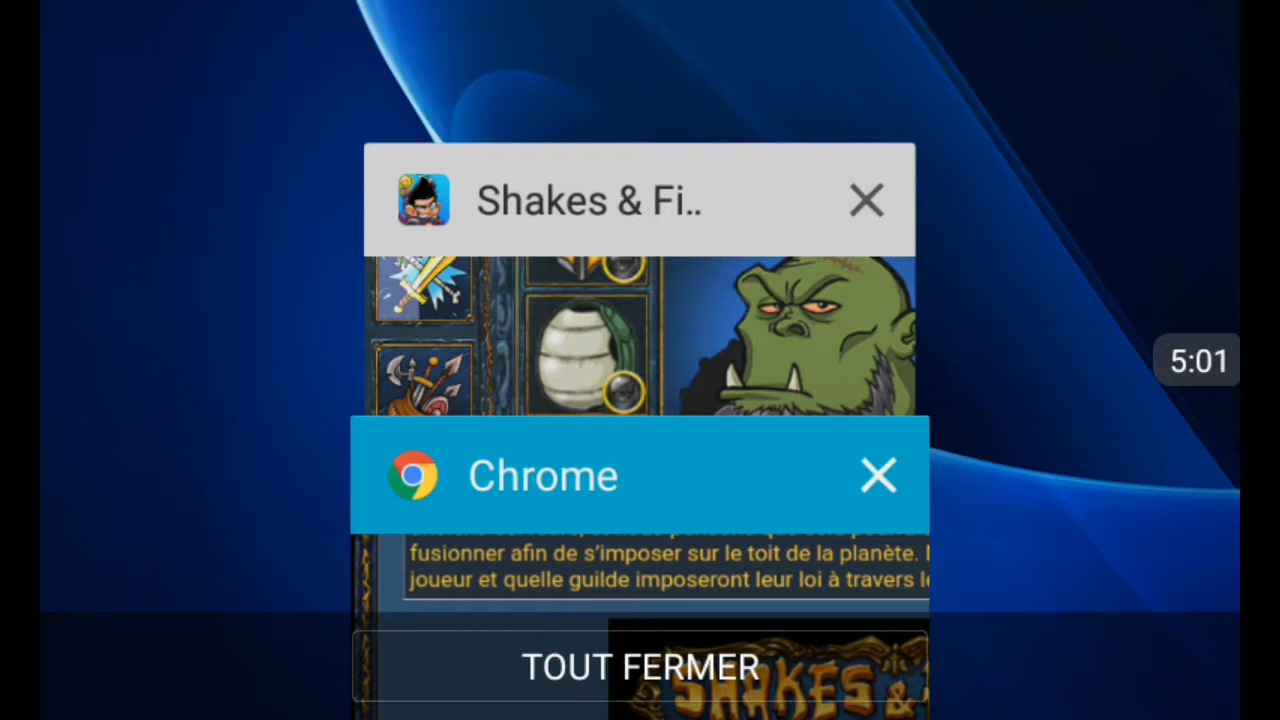 Shakes & Fi..
5:01
Chrome
fusionner afin de s'imposer sur le toit de la planète.
joueur et quelle guilde imposeront leur loi à travers
TOUT FERMER
SHAKES &